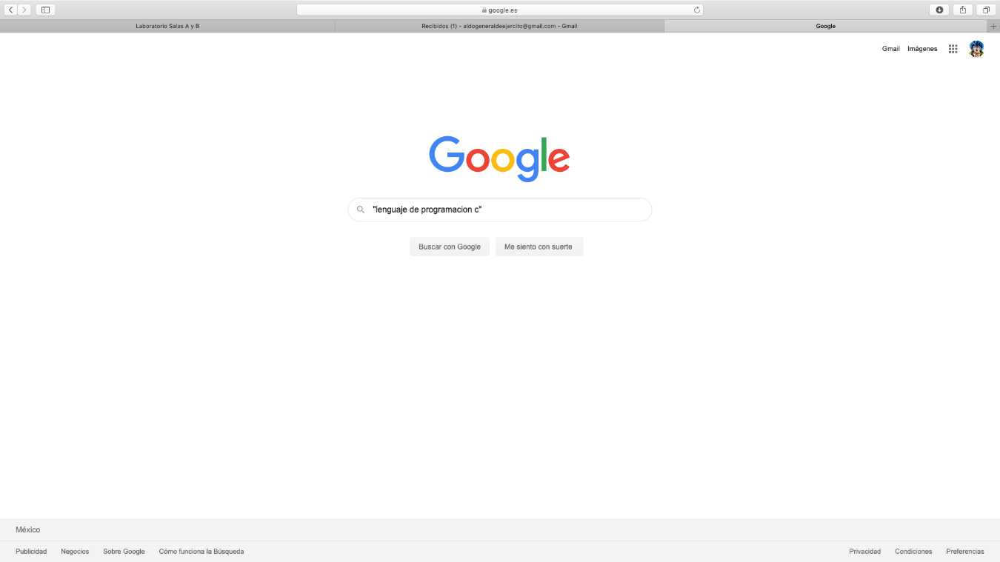 google.es
Laboratorio Salas A y B
Recibidos (1) - aldogeneraldeejercito@gmail.com - Gmail
Google
Gmail Imágenes
Google
"lenguaje de programacion c"
Buscar con Google Me siento con suerte
México
Publicidad Negocios Sobre Google Cómo funciona la Búsqueda Privacidad Condiciones Preferencias